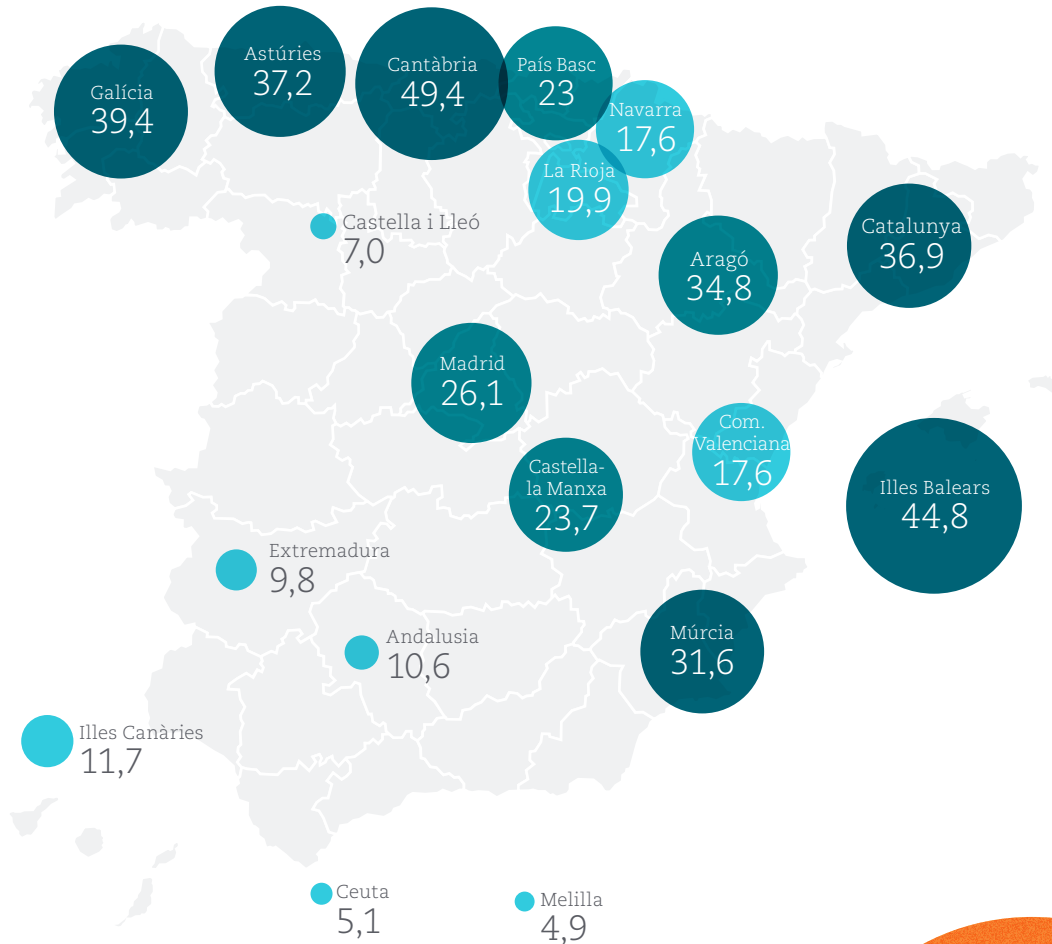 Astúries
37,2
Cantàbria
49,4
País Basc
23
Galícia
39,4
Navarra
17,6
La Rioja
19,9
Castella i Lleó
7,0
Catalunya
36,9
Aragó
34,8
Madrid
26,1
Com.
Valenciana
17,6
Castella-
la Manxa
23,7
Illes Balears
44,8
Extremadura
9,8
Andalusia
10,6
Múrcia
31,6
Illes Canàries
11,7
Ceuta
5,1
Melilla
4,9